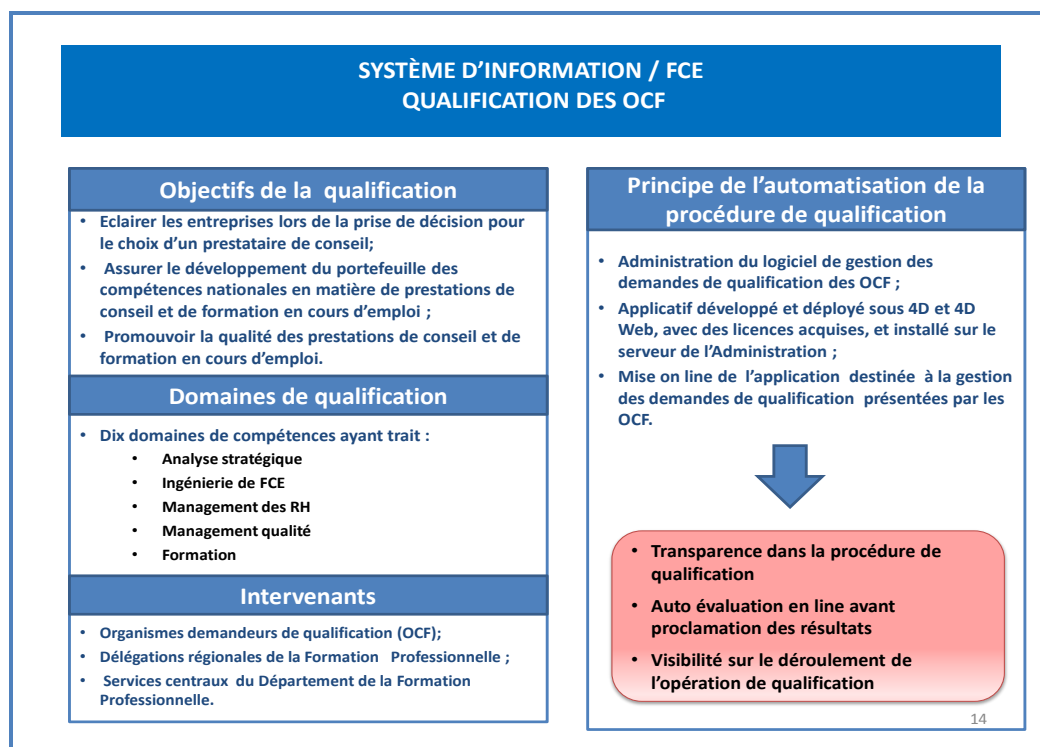 SYSTÈME D'INFORMATION / FCE
QUALIFICATION DES OCF
Objectifs de la qualification
• Eclairer les entreprises lors de la prise de décision pour
le choix d'un prestataire de conseil;
• Assurer le développement du portefeuille des
compétences nationales en matière de prestations de
conseil et de formation en cours d'emploi ;
• Promouvoir la qualité des prestations de conseil et de
formation en cours d'emploi.
Domaines de qualification
• Dix domaines de compétences ayant trait :
• Analyse stratégique
• Ingénierie de FCE
• Management des RH
• Management qualité
• Formation
Intervenants
• Organismes demandeurs de qualification (OCF);
• Délégations régionales de la Formation Professionnelle ;
• Services centraux du Département de la Formation
Professionnelle.
Principe de l'automatisation de la
procédure de qualification
• Administration du logiciel de gestion des
demandes de qualification des OCF ;
• Applicatif développé et déployé sous 4D et 4D
Web, avec des licences acquises, et installé sur le
serveur de l'Administration ;
• Mise on line de l'application destinée à la gestion
des demandes de qualification présentées par les
OCF.
• Transparence dans la procédure de
qualification
• Auto évaluation en line avant
proclamation des résultats
• Visibilité sur le déroulement de
l'opération de qualification
14